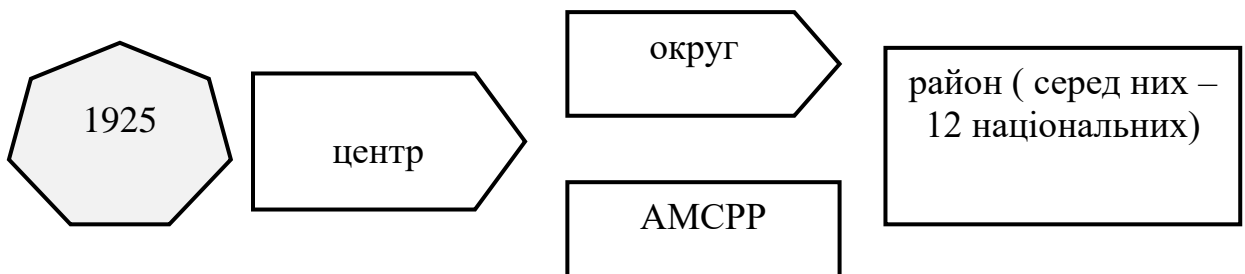 1925
центр
округ
АМСРР
район ( серед них –
12 національних)